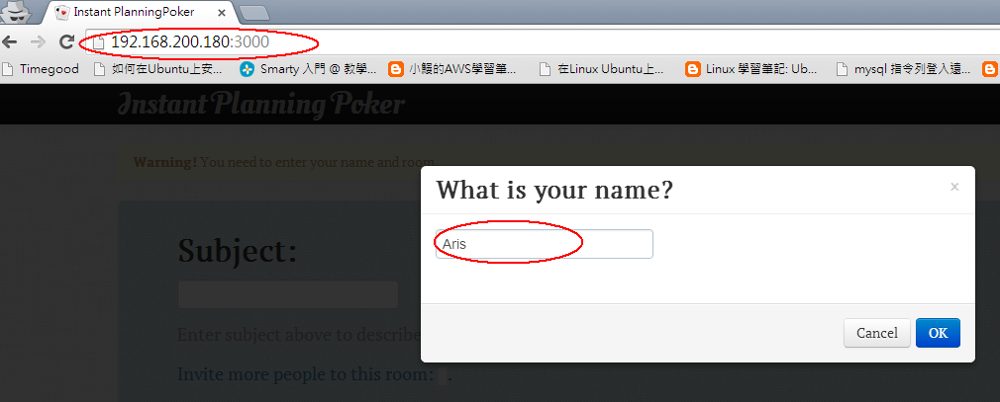 Instant PlanningPoker
192.168.200.180:3000
Timegood 如何在Ubuntu上安... Smarty 入門 @ 教學... 小鰻的AWS學習筆... 在Linux Ubuntu上... Linux 學習筆記: Ub... mysql 指令列登入遠...
Instant Planning Poker
Warning! You need to enter your name and room.
What is your name? ×
Aris
Subject:
Enter subject above to describe
Invite more people to this room: .
Cancel OK